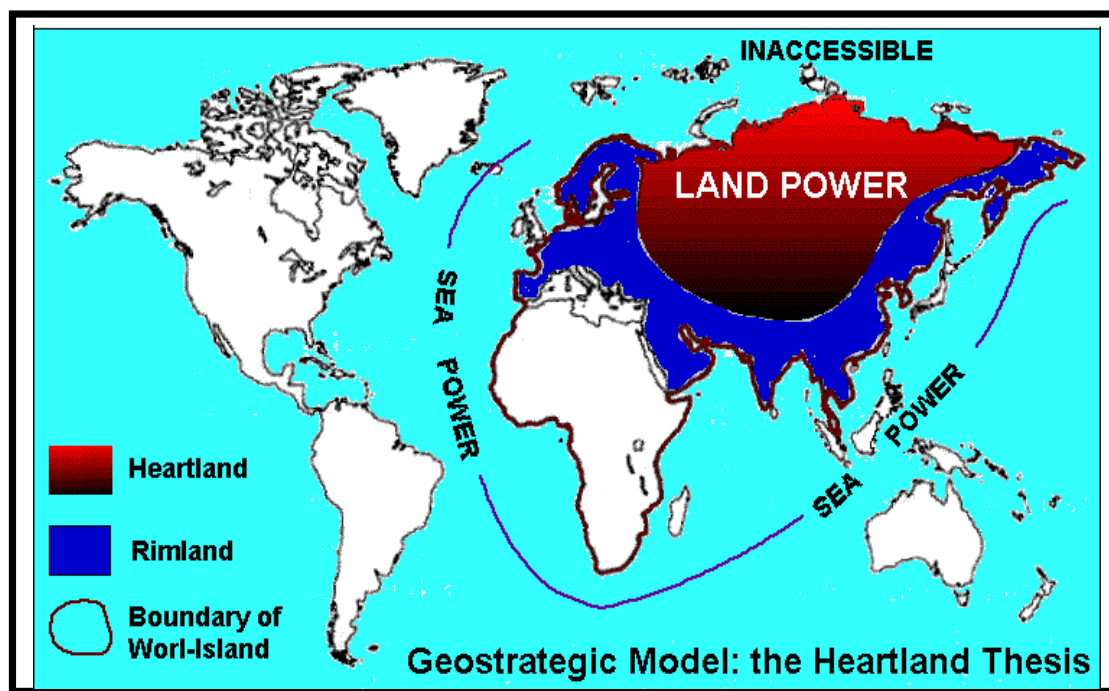 INACCESSIBLE
LAND POWER
SEA POWER
SEA POWER
Heartland
Rimland
Boundary of
Worl-Island
Geostrategic Model: the Heartland Thesis